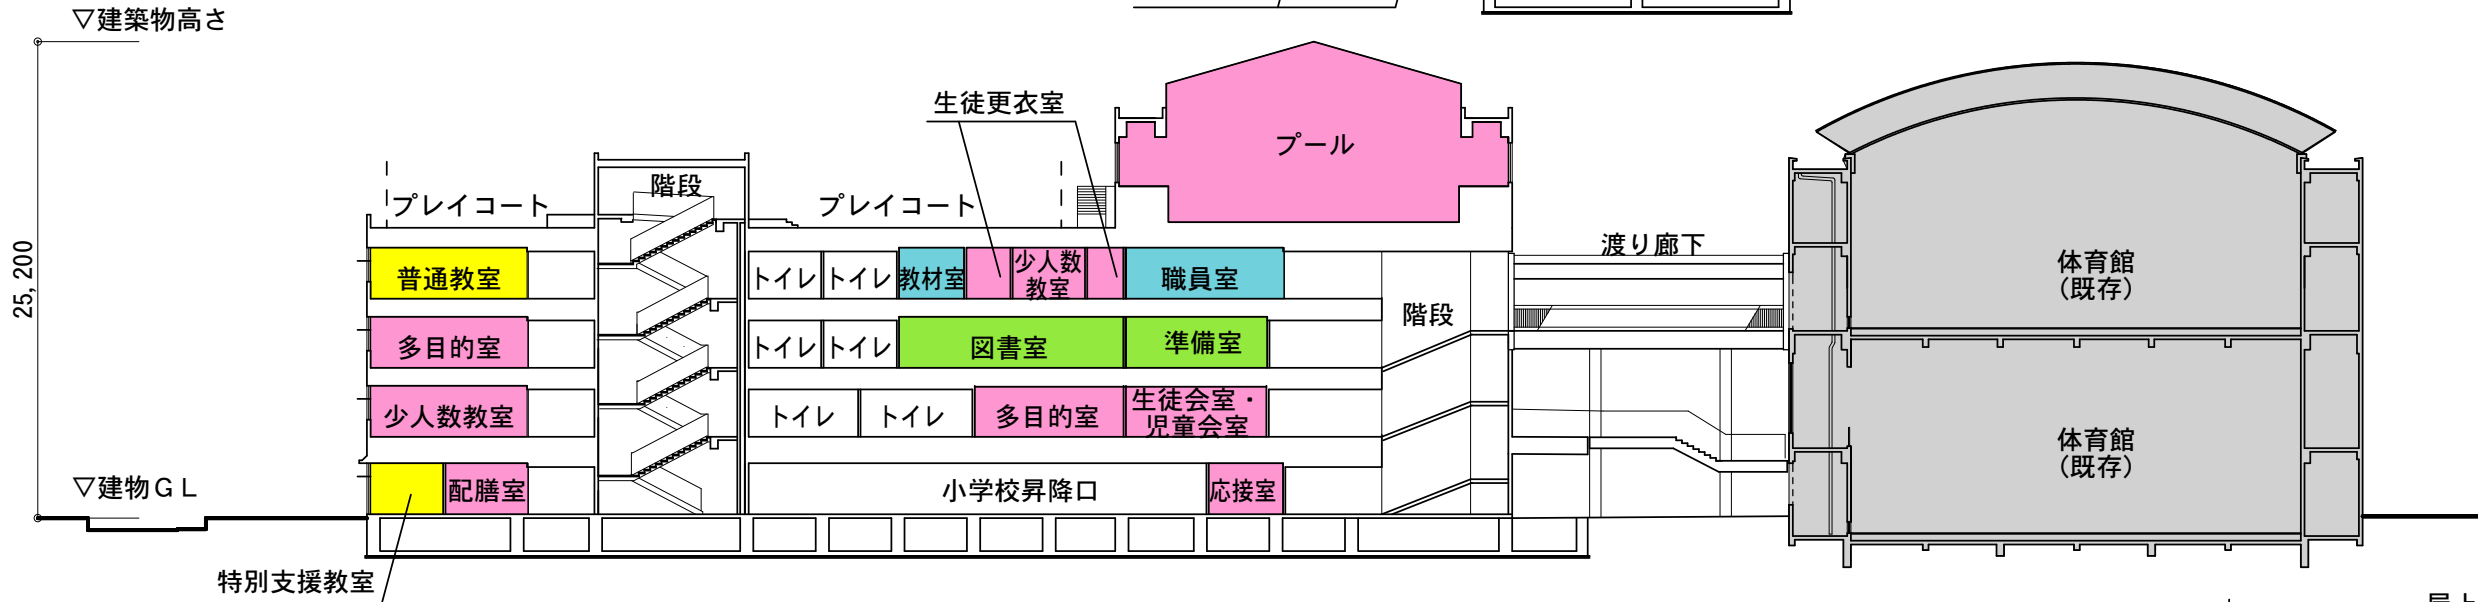 ▽建築物高さ
25,200
生徒更衣室
プール
階段
プレイコート
プレイコート
渡り廊下
普通教室
トイレ
トイレ
教材室
少人数
教室
職員室
体育館
(既存)
階段
多目的室
トイレ
トイレ
図書室
準備室
少人数教室
トイレ
トイレ
多目的室
生徒会室・
児童会室
体育館
(既存)
▽建物GL
配膳室
小学校昇降口
応接室
特別支援教室